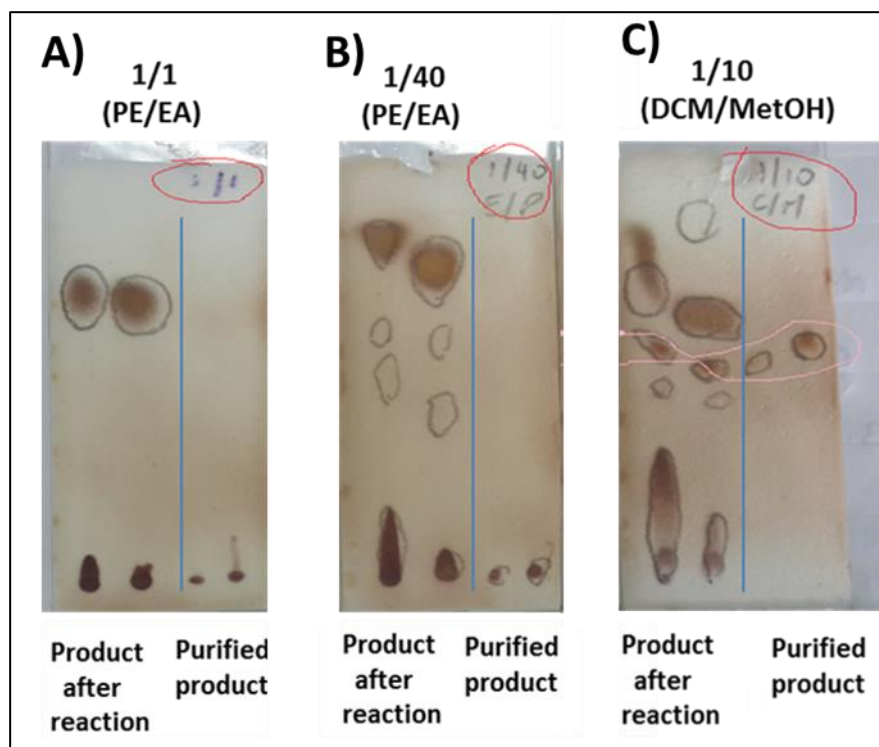 A)
1/1
(PE/EA)
B)
1/40
(PE/EA)
C)
1/10
(DCM/MetOH)
1/40
E/P
1/10
C/M
Product
after
reaction
Purified
product
Product
after
reaction
Purified
product
Product
after
reaction
Purified
product